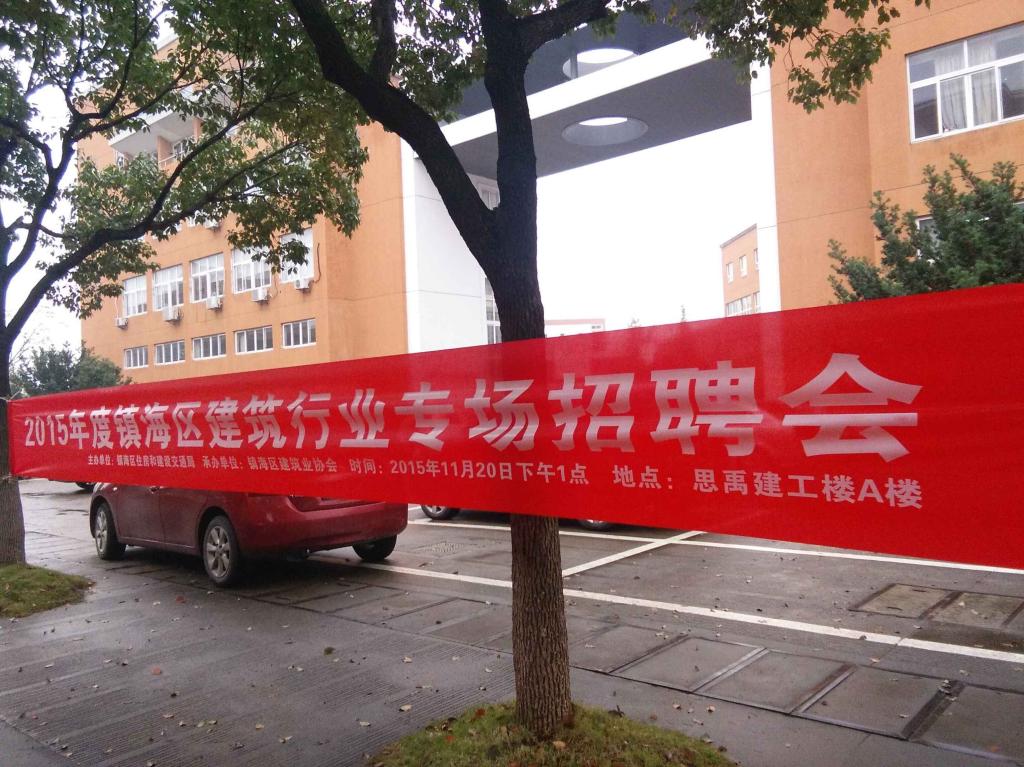 2015年度镇海区建筑行业专场招聘会
主办单位：镇海区住房和建设交通局 承办单位：镇海区建筑业协会 时间：2015年11月20日下午1点 地点：思禹建工楼A楼